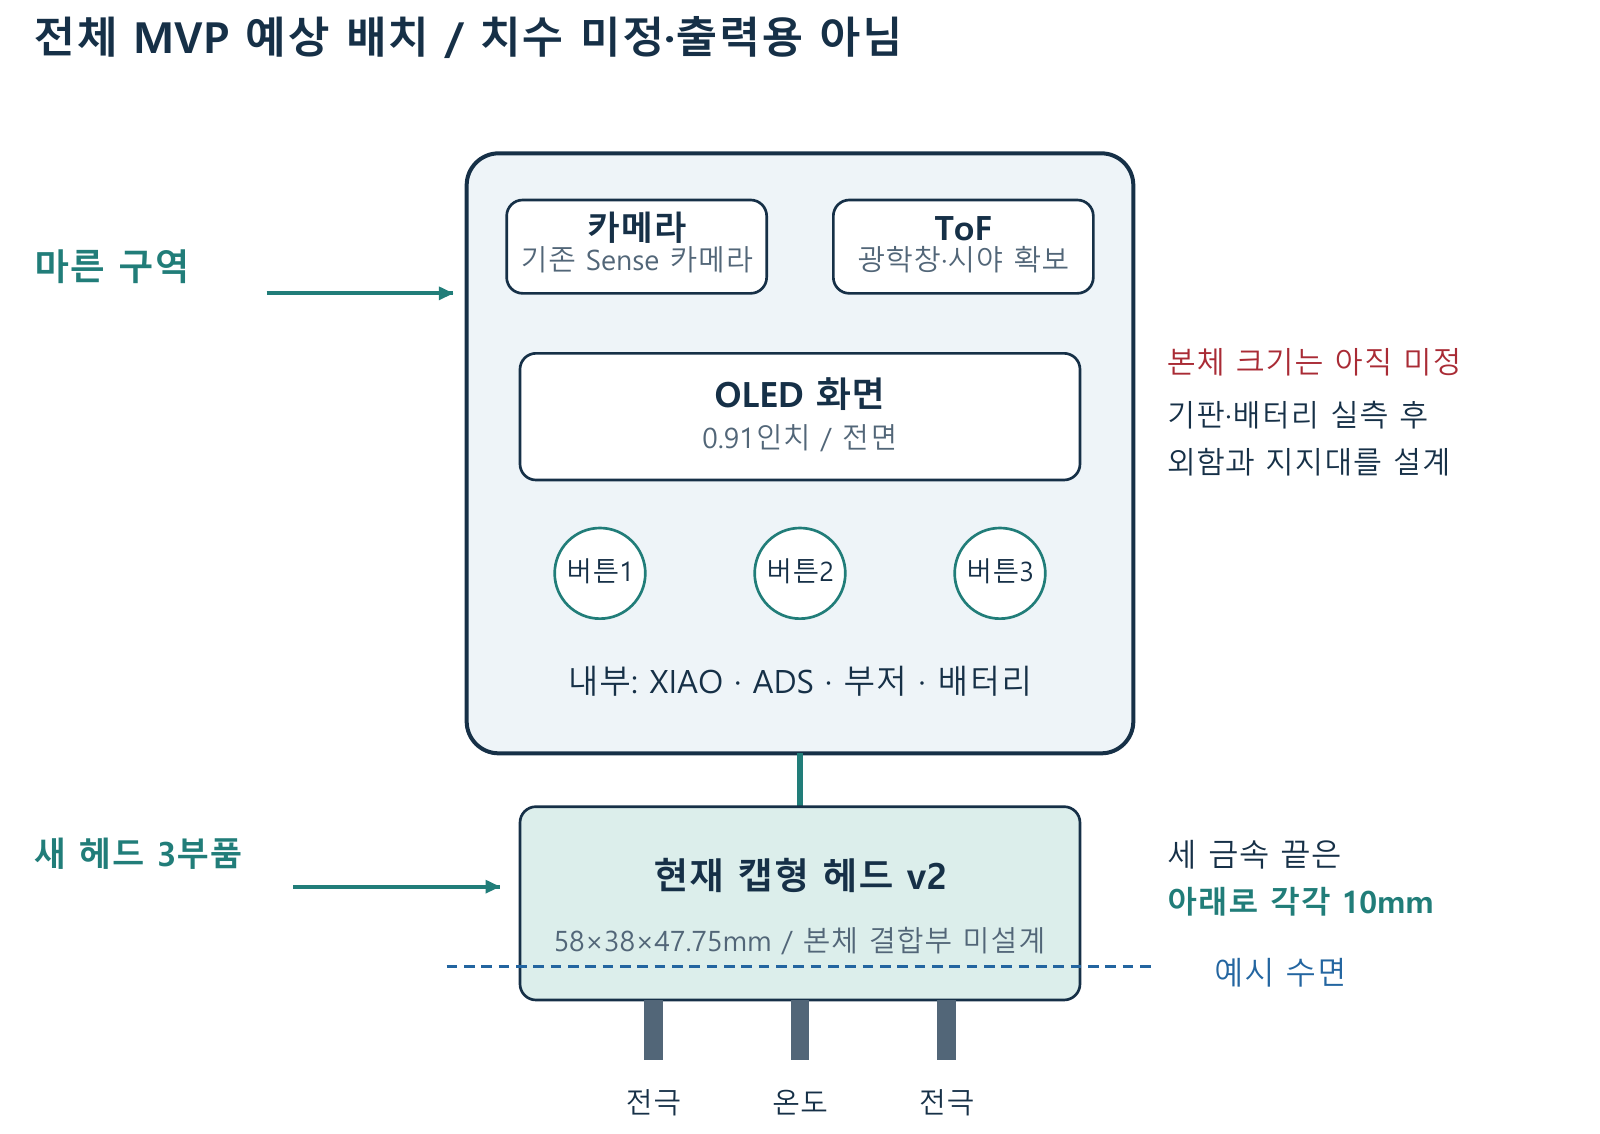 전체 MVP 예상 배치 / 치수 미정·출력용 아님
카메라
기존 Sense 카메라
ToF
광학창·시야 확보
마른 구역
OLED 화면
0.91인치 / 전면
본체 크기는 아직 미정
기판·배터리 실측 후
외함과 지지대를 설계
버튼1
버튼2
버튼3
내부: XIAO · ADS · 부저 · 배터리
새 헤드 3부품
현재 캡형 헤드 v2
58×38×47.75mm / 본체 결합부 미설계
세 금속 끝은
아래로 각각 10mm
예시 수면
전극
온도
전극